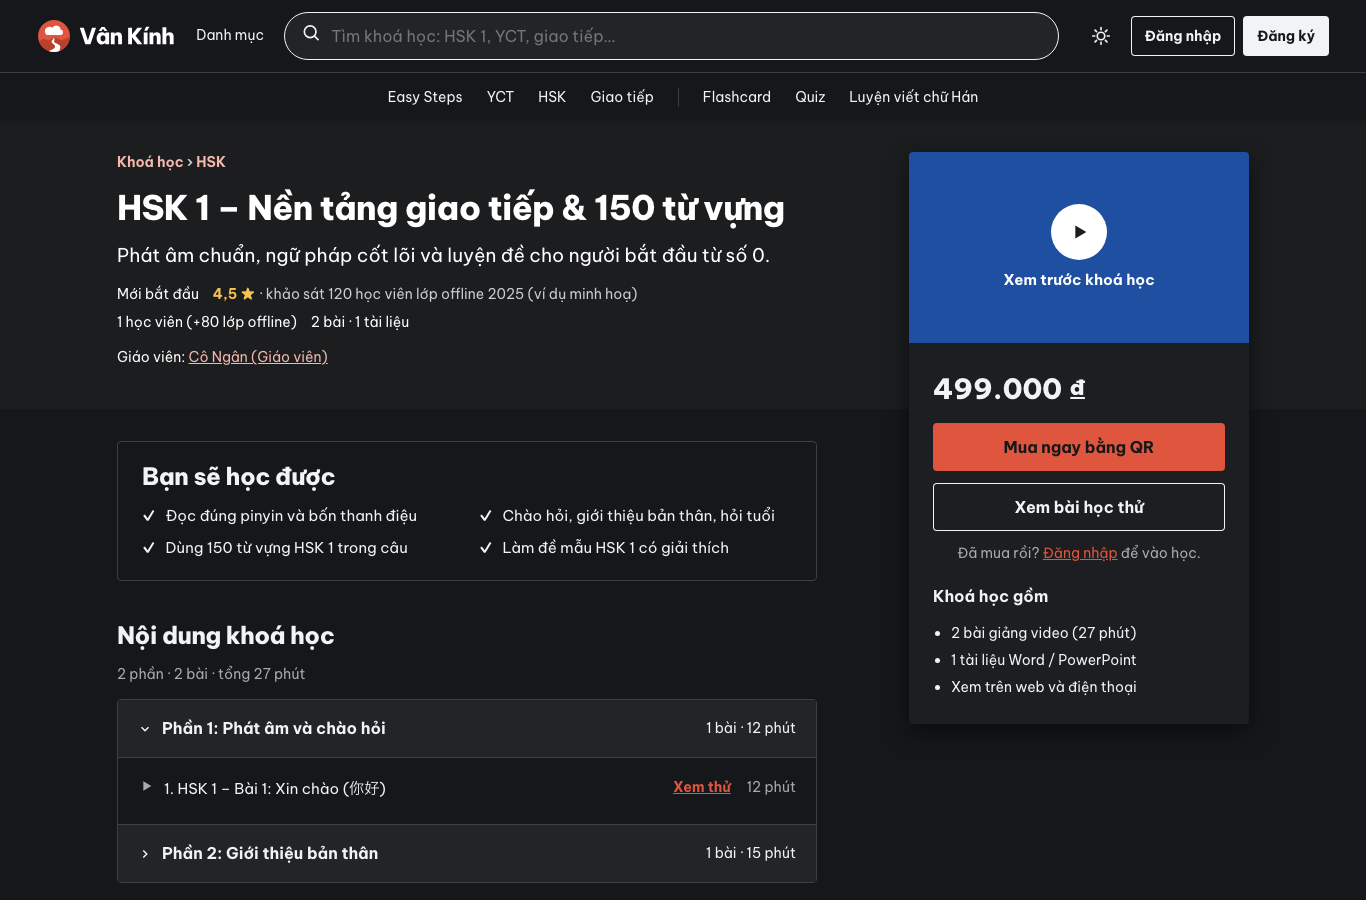 Vân Kính
Danh mục
Tìm khoá học: HSK 1, YCT, giao tiếp...
Đăng nhập
Đăng ký
Easy Steps
YCT
HSK
Giao tiếp
Flashcard
Quiz
Luyện viết chữ Hán
Khoá học › HSK
HSK 1 – Nền tảng giao tiếp & 150 từ vựng
Phát âm chuẩn, ngữ pháp cốt lõi và luyện đề cho người bắt đầu từ số 0.
Mới bắt đầu 4,5 ★ · khảo sát 120 học viên lớp offline 2025 (ví dụ minh hoạ)
1 học viên (+80 lớp offline) 2 bài · 1 tài liệu
Giáo viên: Cô Ngân (Giáo viên)
Xem trước khoá học
499.000 ₫
Mua ngay bằng QR
Xem bài học thử
Đã mua rồi? Đăng nhập để vào học.
Khoá học gồm
• 2 bài giảng video (27 phút)
• 1 tài liệu Word / PowerPoint
• Xem trên web và điện thoại
Bạn sẽ học được
Đọc đúng pinyin và bốn thanh điệu
Chào hỏi, giới thiệu bản thân, hỏi tuổi
Dùng 150 từ vựng HSK 1 trong câu
Làm đề mẫu HSK 1 có giải thích
Nội dung khoá học
2 phần · 2 bài · tổng 27 phút
Phần 1: Phát âm và chào hỏi 1 bài · 12 phút
1. HSK 1 – Bài 1: Xin chào (你好) Xem thử 12 phút
Phần 2: Giới thiệu bản thân 1 bài · 15 phút